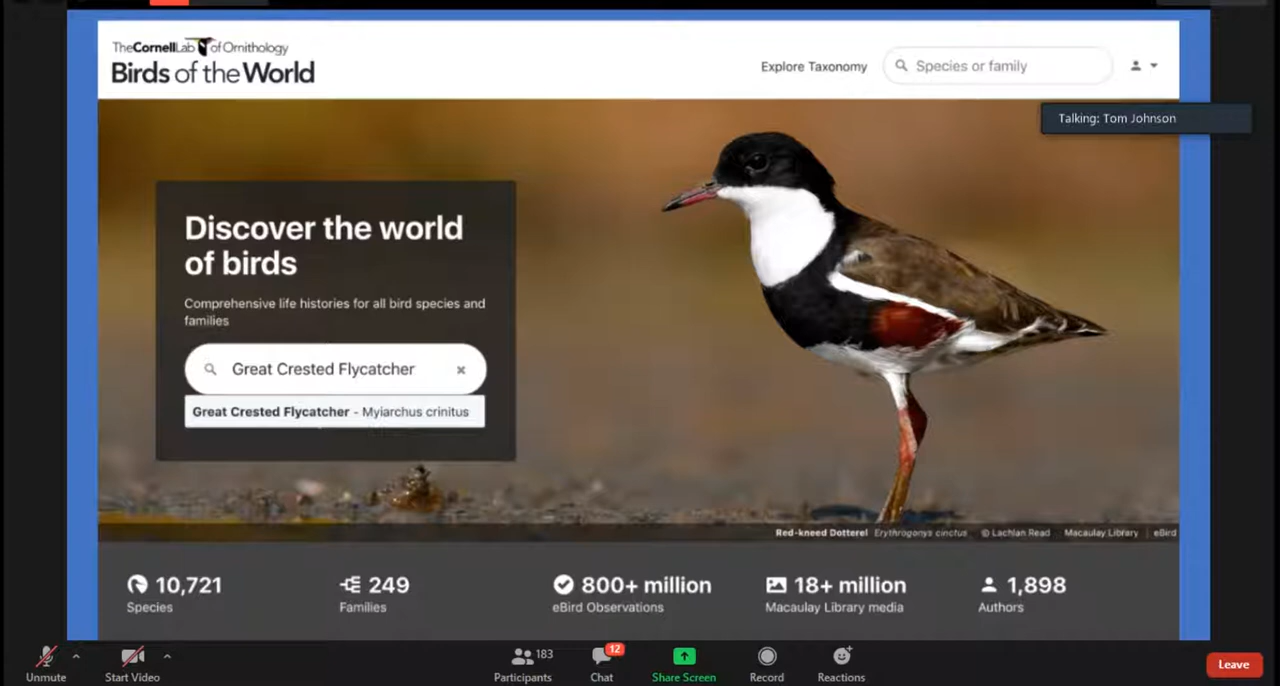 TheCornellLab of Ornithology
Birds of the World
Explore Taxonomy
Species or family
Talking: Tom Johnson
Discover the world
of birds
Comprehensive life histories for all bird species and
families
Great Crested Flycatcher
Great Crested Flycatcher - Myiarchus crinitus
Red-kneed Dotterel Erythrogonys cinctus © Lachlan Read Macaulay Library | eBird
10,721
Species
249
Families
800+ million
eBird Observations
18+ million
Macaulay Library media
1,898
Authors
Unmute
Start Video
183
Participants
12
Chat
Share Screen
Record
Reactions
Leave